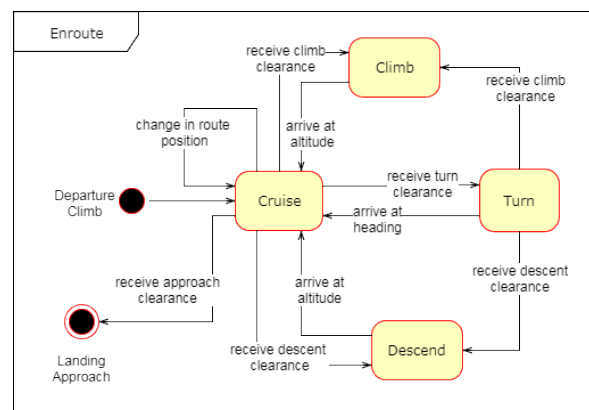 Enroute
receive climb
clearance
Climb
receive climb
clearance
change in route
position
arrive at
altitude
Departure
Climb
Cruise
receive turn
clearance
Turn
arrive at
heading
receive approach
clearance
arrive at
altitude
receive descent
clearance
Landing
Approach
receive descent
clearance
Descend